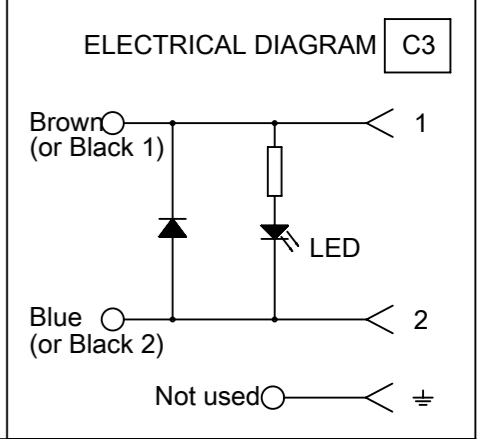 ELECTRICAL DIAGRAM C3
Brown 1
(or Black 1)
LED
Blue 2
(or Black 2)
Not used